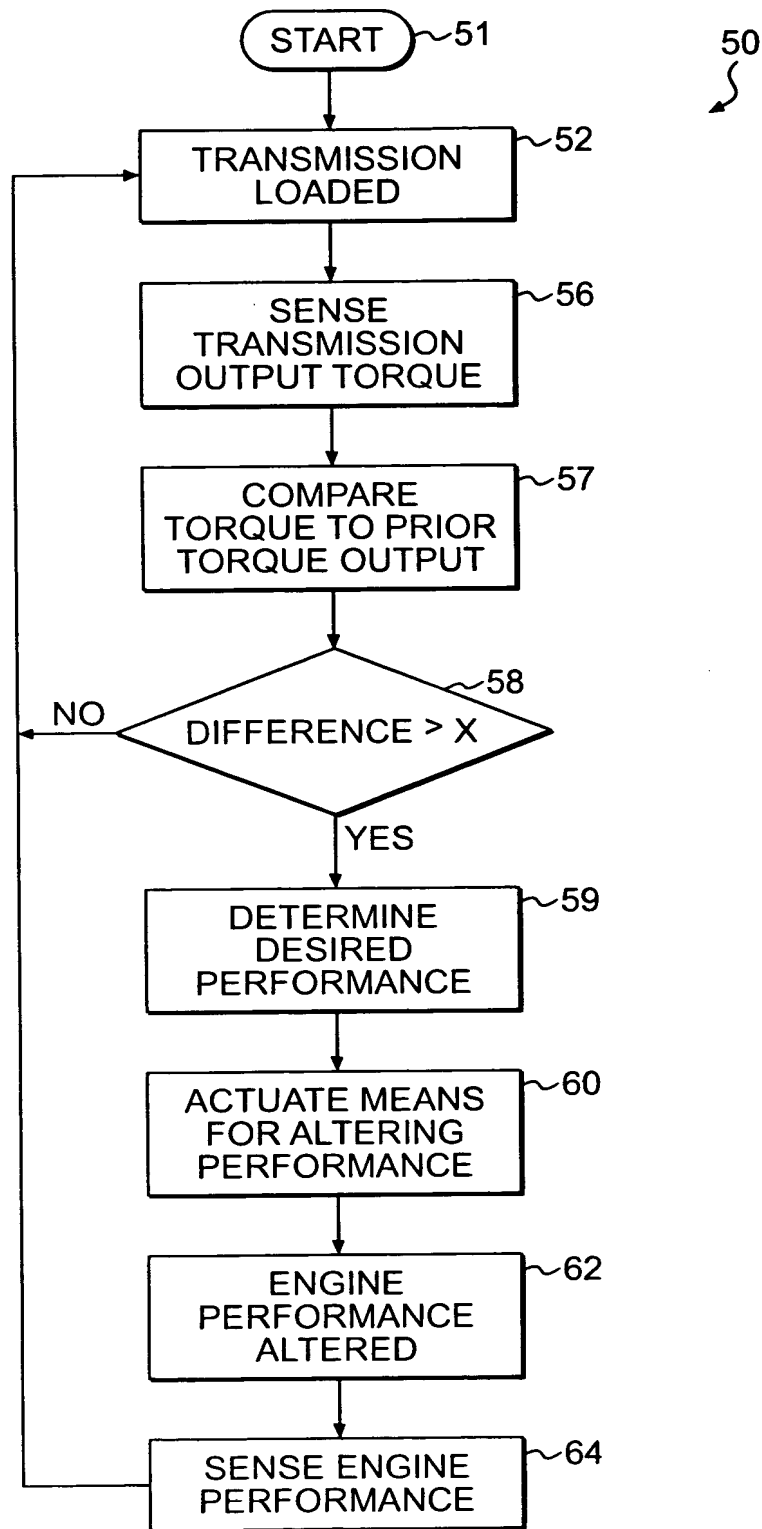 START
51
50
TRANSMISSION
LOADED
52
SENSE
TRANSMISSION
OUTPUT TORQUE
56
COMPARE
TORQUE TO PRIOR
TORQUE OUTPUT
57
DIFFERENCE > X
58
NO
YES
DETERMINE
DESIRED
PERFORMANCE
59
ACTUATE MEANS
FOR ALTERING
PERFORMANCE
60
ENGINE
PERFORMANCE
ALTERED
62
SENSE ENGINE
PERFORMANCE
64